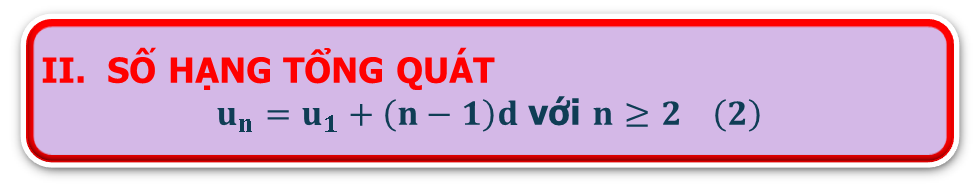 II. SỐ HẠNG TỔNG QUÁT
uₙ = u₁ + (n − 1)d với n ≥ 2 (2)